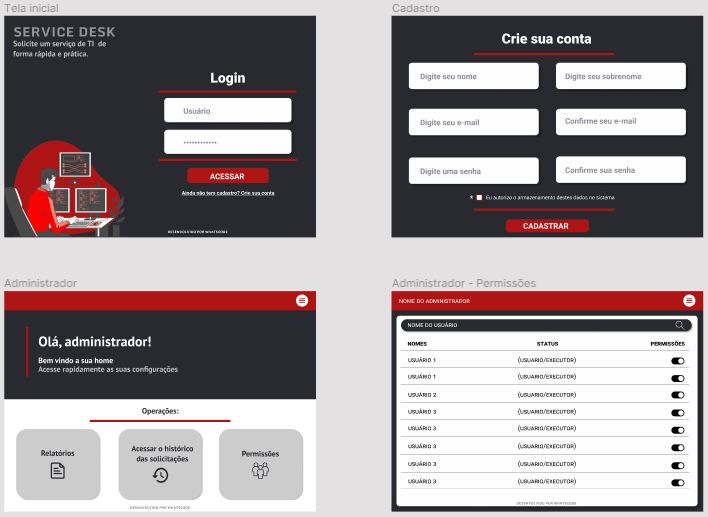 Tela inicial
SERVICE DESK
Solicite um serviço de TI de
forma rápida e prática.
Login
Usuário
************
ACESSAR
Ainda não tem cadastro? Crie sua conta
DESENVOLVIDO POR WHATSCODE
Cadastro
Crie sua conta
Digite seu nome
Digite seu sobrenome
Digite seu e-mail
Confirme seu e-mail
Digite uma senha
Confirme sua senha
* Eu autorizo o armazenamento destes dados no sistema
CADASTRAR
Administrador
Olá, administrador!
Bem vindo a sua home
Acesse rapidamente as suas configurações
Operações:
Relatórios
Acessar o histórico
das solicitações
Permissões
DESENVOLVIDO POR WHATSCODE
Administrador - Permissões
NOME DO ADMINISTRADOR
NOME DO USUÁRIO
NOMES STATUS PERMISSÕES
USUÁRIO 1 (USUARIO/EXECUTOR)
USUÁRIO 1 (USUARIO/EXECUTOR)
USUÁRIO 2 (USUARIO/EXECUTOR)
USUÁRIO 3 (USUARIO/EXECUTOR)
USUÁRIO 3 (USUARIO/EXECUTOR)
USUÁRIO 3 (USUARIO/EXECUTOR)
USUÁRIO 3 (USUARIO/EXECUTOR)
USUÁRIO 3 (USUARIO/EXECUTOR)
DESENVOLVIDO POR WHATSCODE